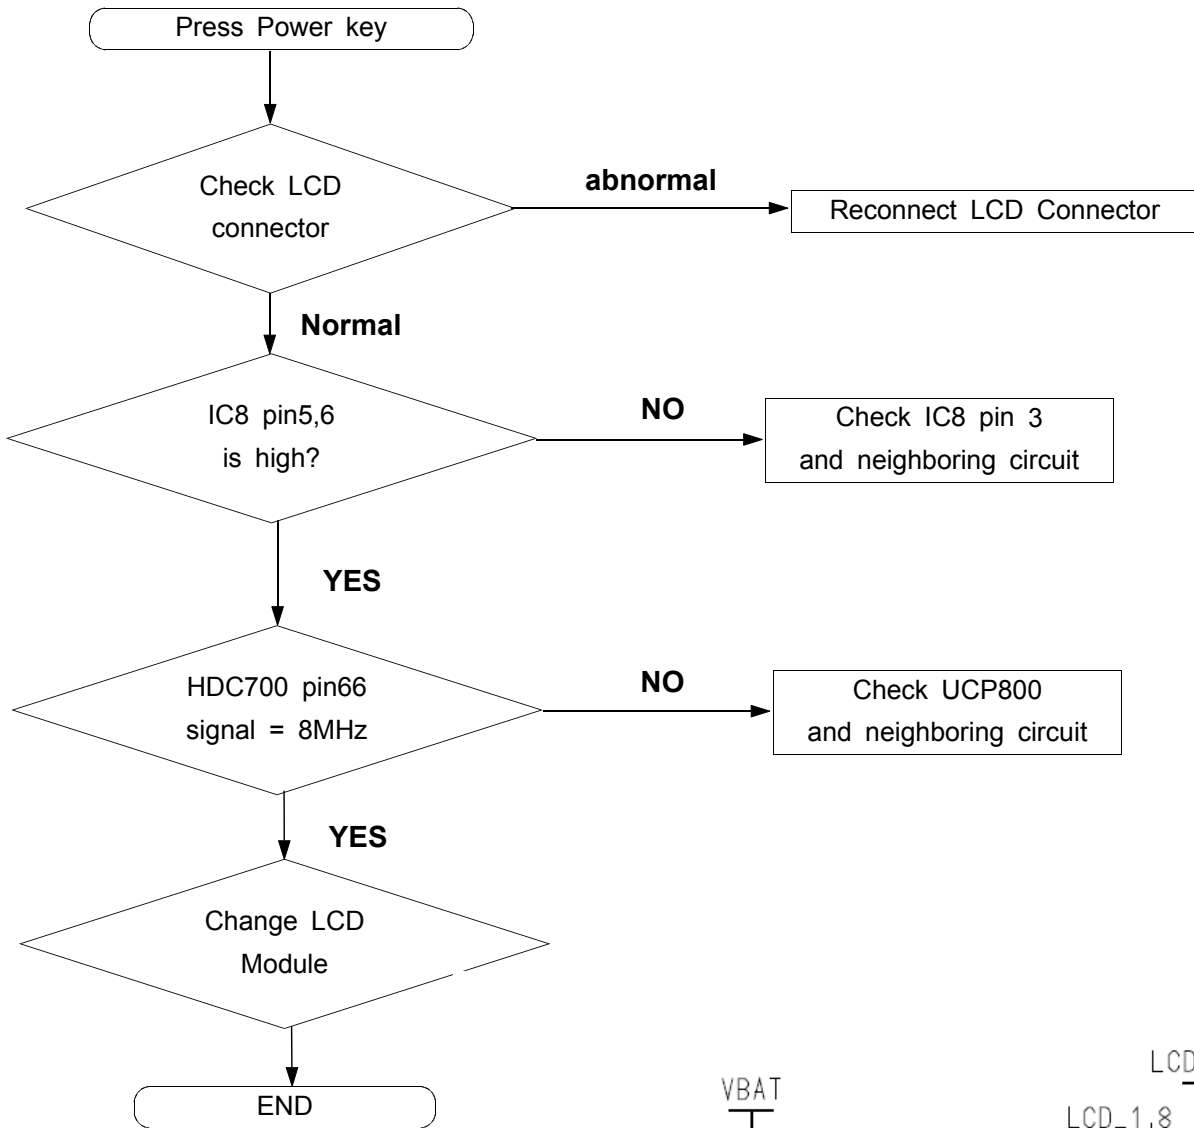 Press Power key
Check LCD
connector
abnormal
Reconnect LCD Connector
Normal
IC8 pin5,6
is high?
NO
Check IC8 pin 3
and neighboring circuit
YES
HDC700 pin66
signal = 8MHz
NO
Check UCP800
and neighboring circuit
YES
Change LCD
Module
END
VBAT
LCD
LCD_1.8